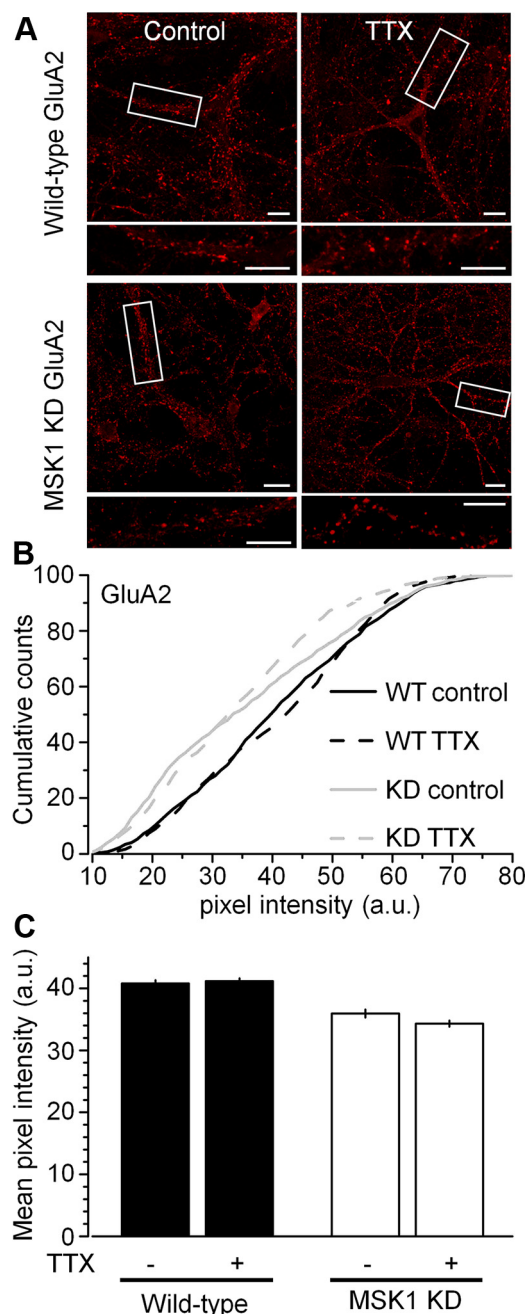 A
Control
TTX
Wild-type GluA2
MSK1 KD GluA2
B
GluA2
Cumulative counts
100
80
60
40
20
0
WT control
WT TTX
KD control
KD TTX
10 20 30 40 50 60 70 80
pixel intensity (a.u.)
C
Mean pixel intensity (a.u.)
40
30
20
10
0
TTX - + - +
Wild-type MSK1 KD